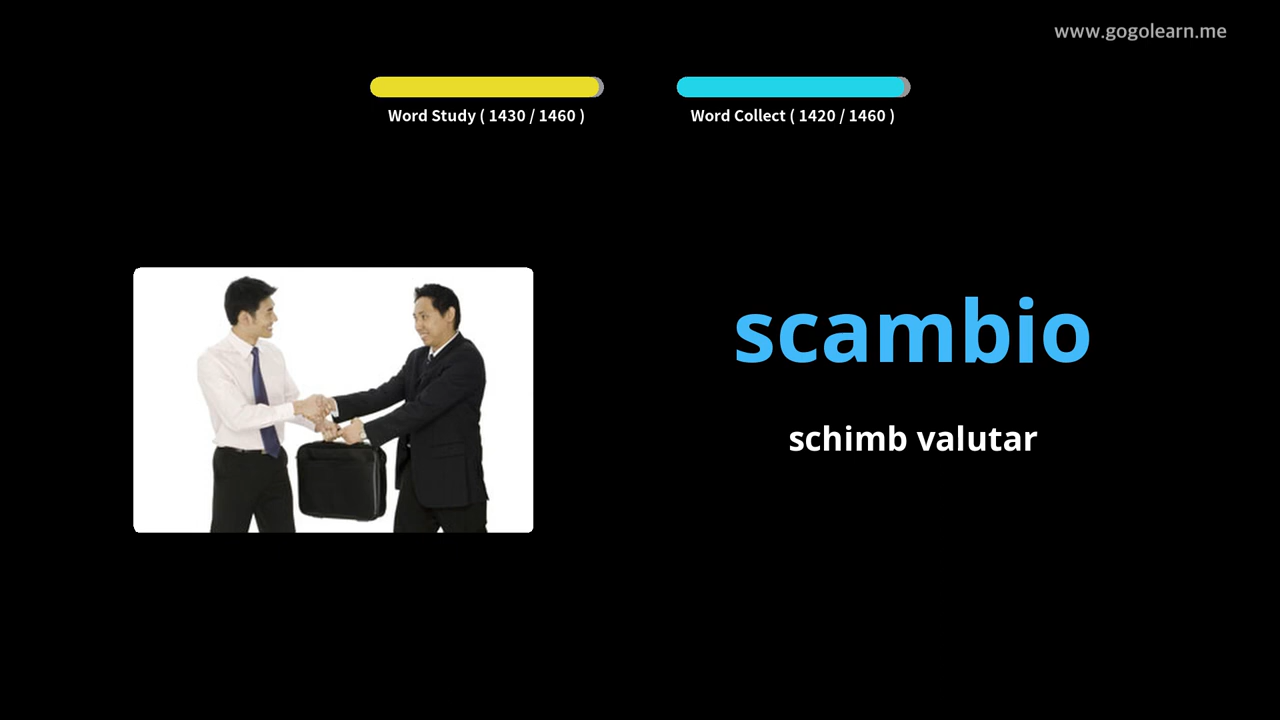 www.gogolearn.me
Word Study ( 1430 / 1460 )
Word Collect ( 1420 / 1460 )
scambio
schimb valutar